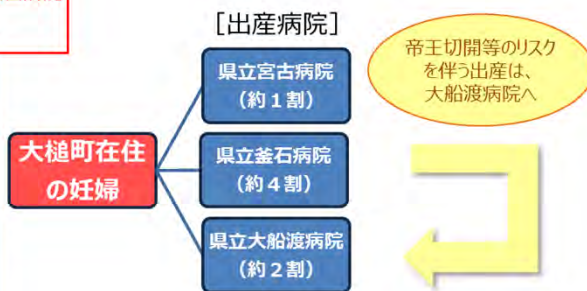 ［出産病院］
県立宮古病院
（約１割）
帝王切開等のリスク
を伴う出産は、
大船渡病院へ
大槌町在住
の妊婦
県立釜石病院
（約４割）
県立大船渡病院
（約２割）